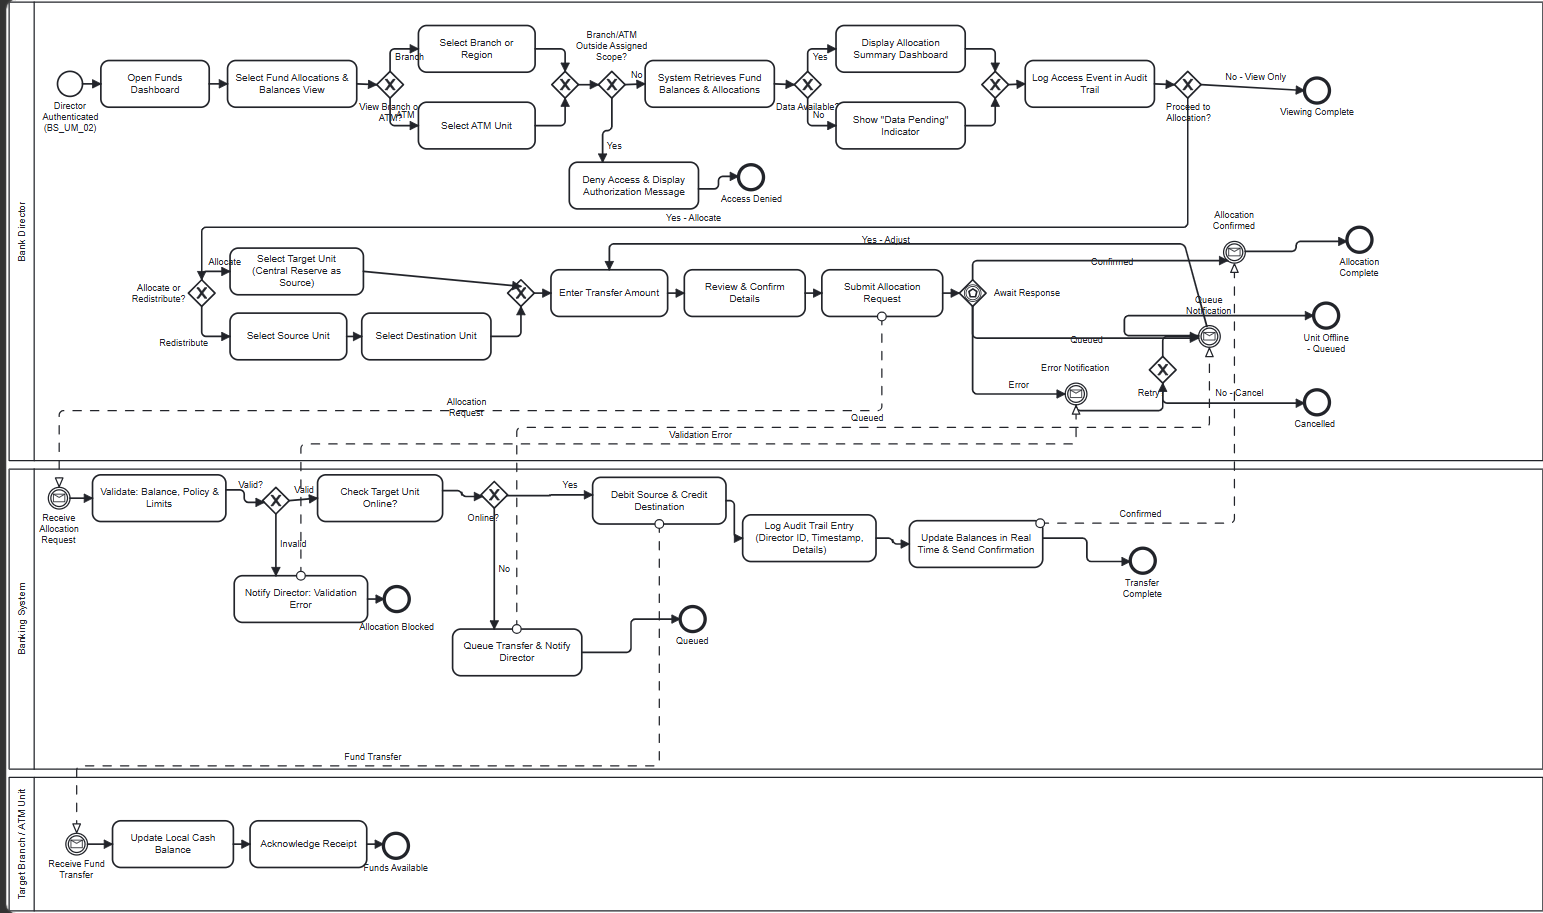 Bank Director
Director
Authenticated
(BS_UM_02)
Open Funds
Dashboard
Select Fund Allocations &
Balances View
View Branch or
ATM?
Branch
ATM
Select Branch or
Region
Select ATM Unit
Branch/ATM
Outside Assigned
Scope?
No
Yes
Deny Access & Display
Authorization Message
Access Denied
System Retrieves Fund
Balances & Allocations
Data Available?
Yes
No
Display Allocation
Summary Dashboard
Show "Data Pending"
Indicator
Log Access Event in Audit
Trail
Proceed to
Allocation?
No - View Only
Viewing Complete
Yes - Allocate
Allocate or
Redistribute?
Allocate
Redistribute
Select Target Unit
(Central Reserve as
Source)
Select Source Unit
Select Destination Unit
Enter Transfer Amount
Review & Confirm
Details
Submit Allocation
Request
Yes - Adjust
Await Response
Confirmed
Allocation
Confirmed
Allocation
Complete
Queued
Queue
Notification
Unit Offline
- Queued
Error
Error Notification
Retry
No - Cancel
Cancelled
Allocation
Request
Queued
Validation Error
Banking System
Receive
Allocation
Request
Validate: Balance, Policy &
Limits
Valid?
Valid
Invalid
Notify Director: Validation
Error
Allocation Blocked
Check Target Unit
Online?
Online?
Yes
No
Queue Transfer & Notify
Director
Queued
Debit Source & Credit
Destination
Log Audit Trail Entry
(Director ID, Timestamp,
Details)
Update Balances in Real
Time & Send Confirmation
Confirmed
Transfer
Complete
Fund Transfer
Target Branch / ATM Unit
Receive Fund
Transfer
Update Local Cash
Balance
Acknowledge Receipt
Funds Available